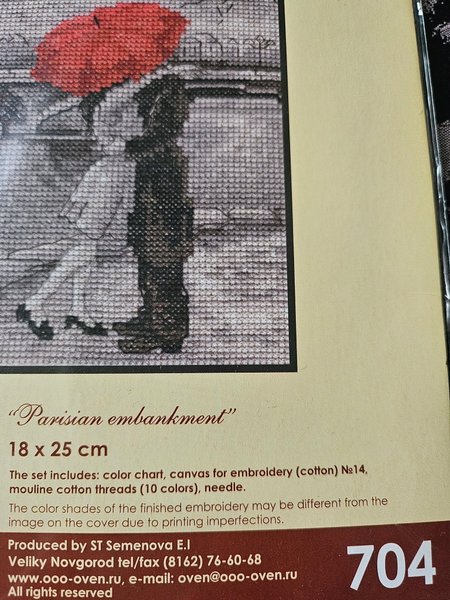 “Parisian embankment”
18 x 25 cm
The set includes: color chart, canvas for embroidery (cotton) №14,
mouline cotton threads (10 colors), needle.
The color shades of the finished embroidery may be different from the
image on the cover due to printing imperfections.
Produced by ST Semenova E.I
Veliky Novgorod tel/fax (8162) 76-60-68
www.ooo-oven.ru, e-mail: oven@ooo-oven.ru
All rights reserved
704